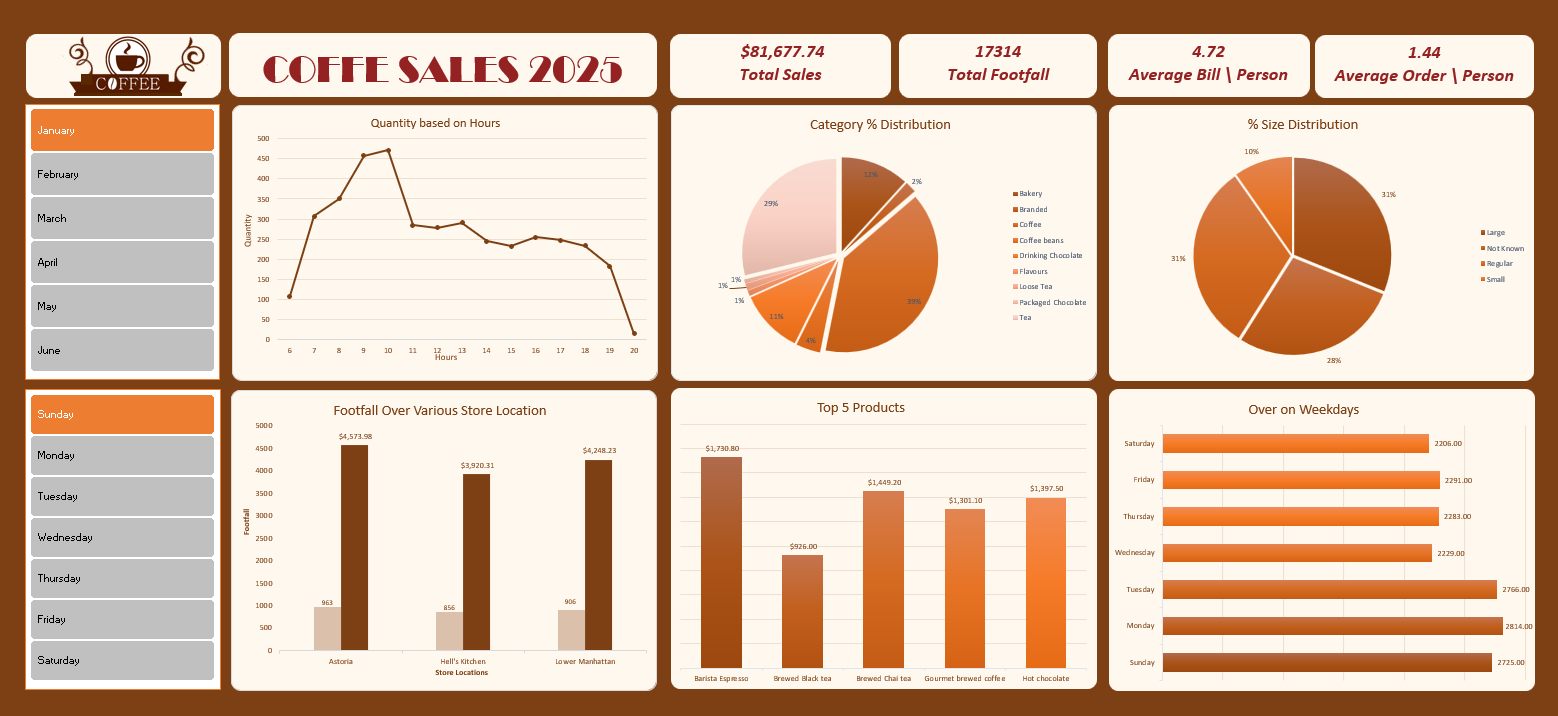 COFFEE
COFFE SALES 2025
$81,677.74
Total Sales
17314
Total Footfall
4.72
Average Bill \ Person
1.44
Average Order \ Person
January
February
March
April
May
June
Sunday
Monday
Tuesday
Wednesday
Thursday
Friday
Saturday
Quantity based on Hours
Quantity
500
450
400
350
300
250
200
150
100
50
0
6 7 8 9 10 11 12 13 14 15 16 17 18 19 20
Hours
Category % Distribution
12%
2%
39%
4%
11%
1%
1%
1%
29%
Bakery
Branded
Coffee
Coffee beans
Drinking Chocolate
Flavours
Loose Tea
Packaged Chocolate
Tea
% Size Distribution
10%
31%
31%
28%
Large
Not Known
Regular
Small
Footfall Over Various Store Location
Footfall
5000
4500
4000
3500
3000
2500
2000
1500
1000
500
0
$4,573.98
$3,920.31
$4,248.23
963
856
906
Astoria Hell's Kitchen Lower Manhattan
Store Locations
Top 5 Products
$1,730.80
$926.00
$1,449.20
$1,301.10
$1,397.50
Barista Espresso Brewed Black tea Brewed Chai tea Gourmet brewed coffee Hot chocolate
Over on Weekdays
Saturday 2206.00
Friday 2291.00
Thursday 2283.00
Wednesday 2229.00
Tuesday 2766.00
Monday 2814.00
Sunday 2725.00